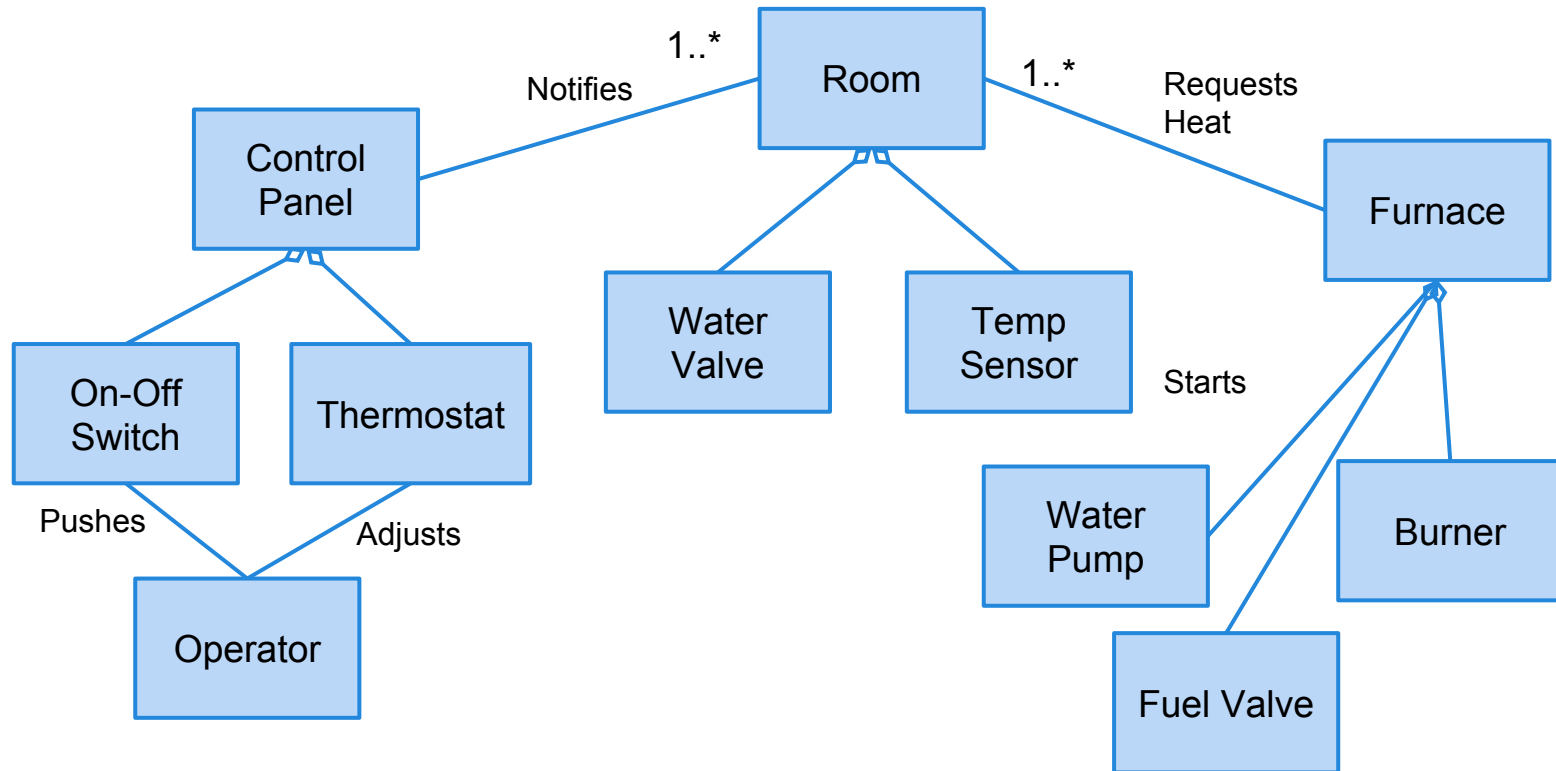 1..*
Room
1..*
Requests
Heat
Notifies
Control
Panel
Furnace
Water
Valve
Temp
Sensor
On-Off
Switch
Thermostat
Starts
Pushes
Adjusts
Water
Pump
Burner
Operator
Fuel Valve